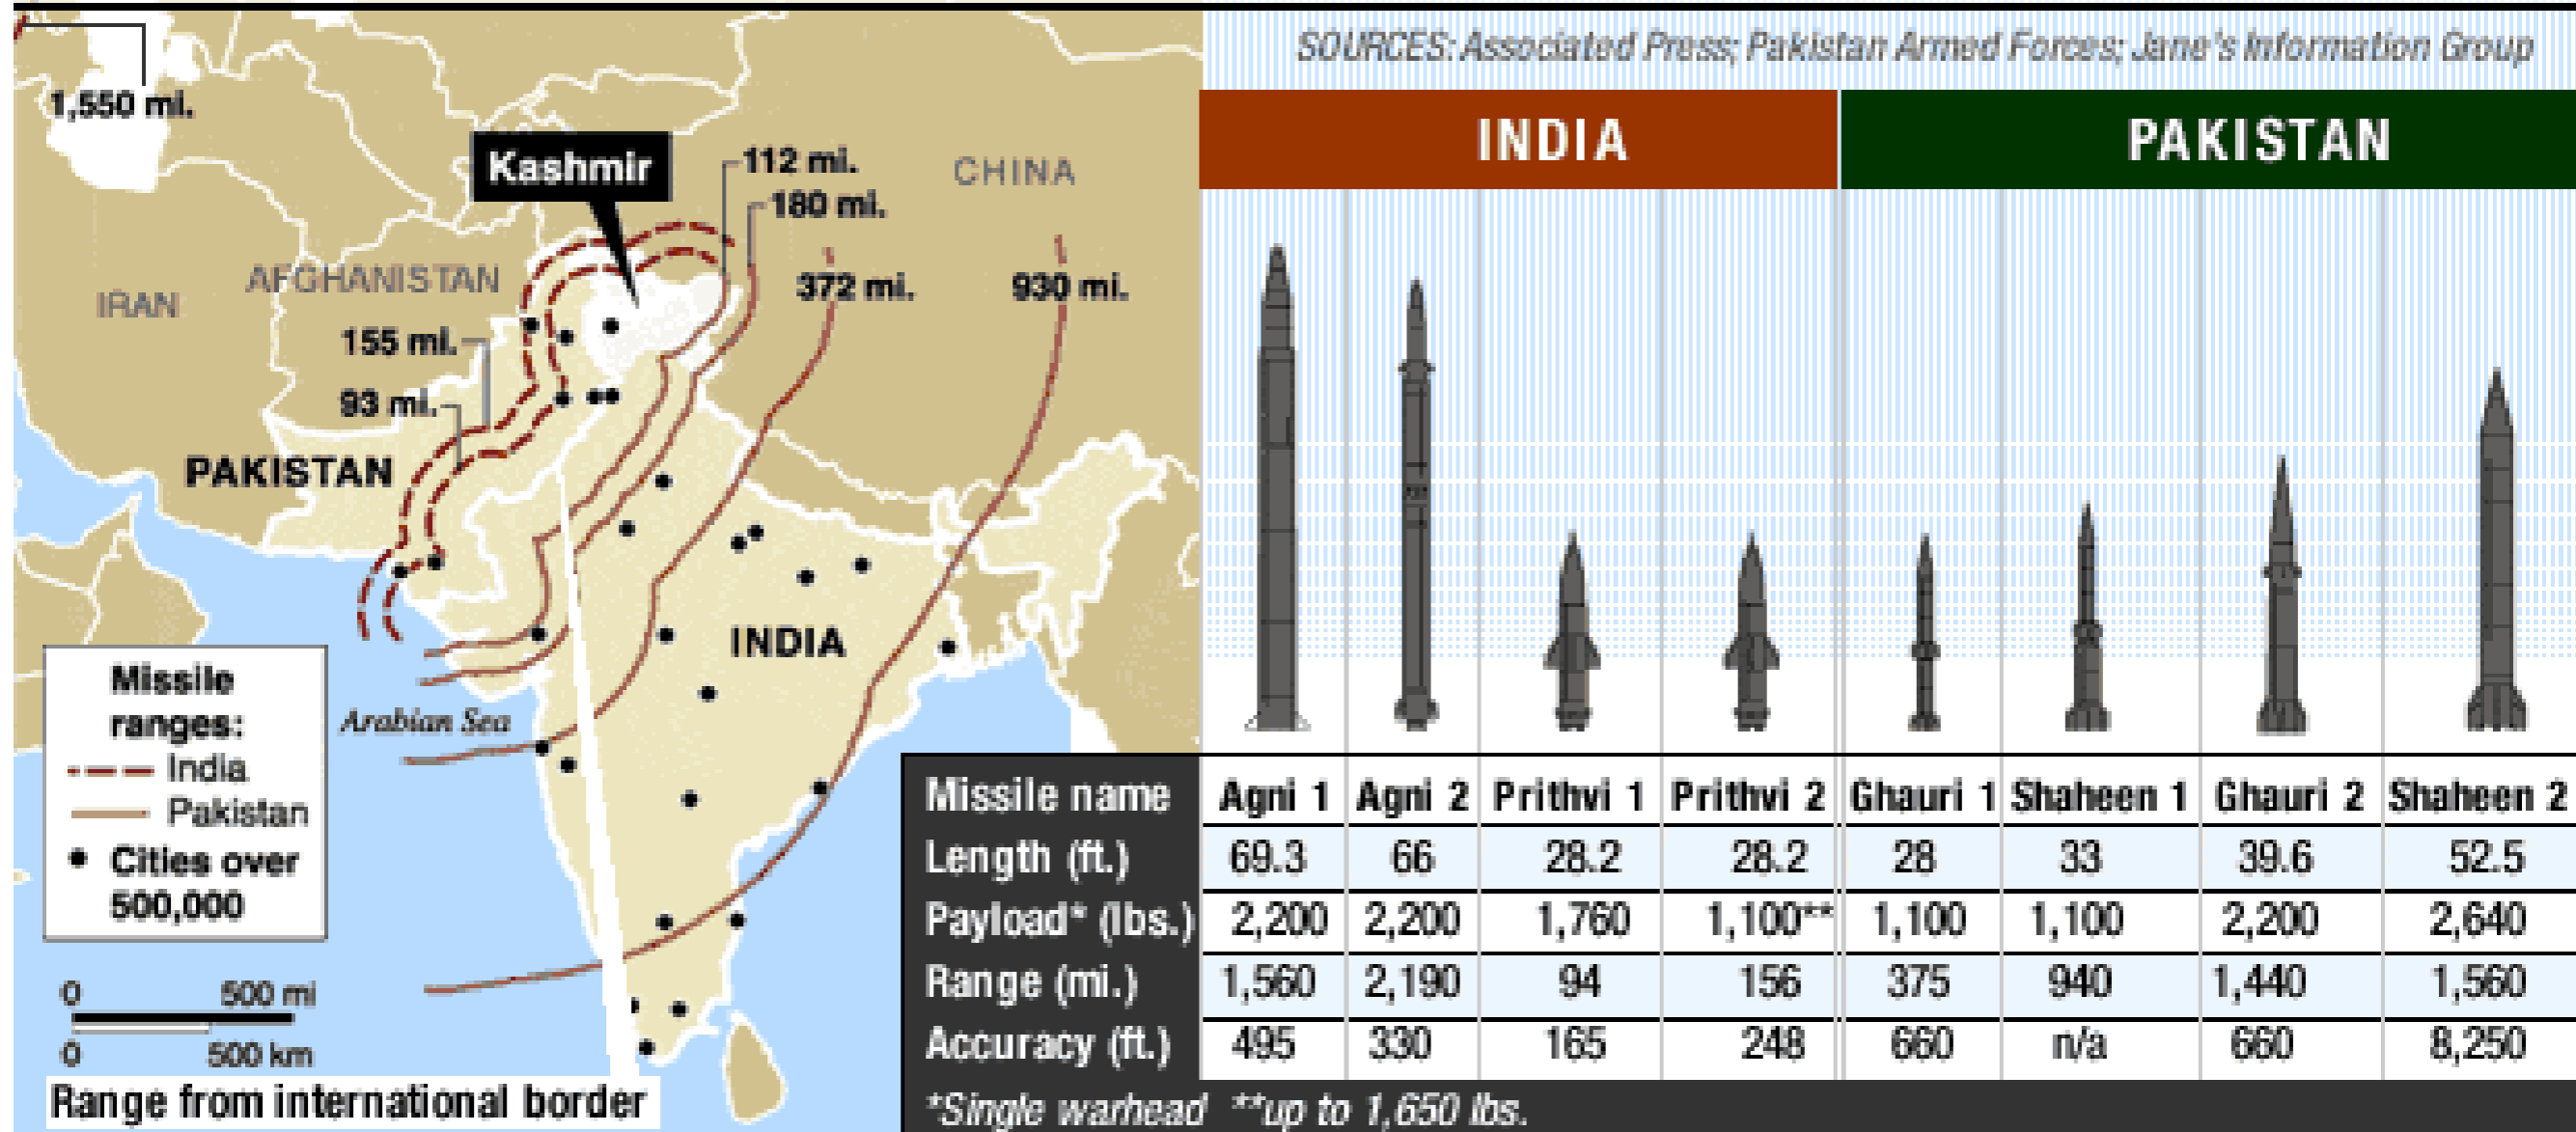 SOURCES: Associated Press; Pakistan Armed Forces; Jane's Information Group
1,550 mi.
Kashmir
112 mi.
180 mi.
CHINA
372 mi.
930 mi.
AFGHANISTAN
IRAN
155 mi.
93 mi.
PAKISTAN
INDIA
Arabian Sea
Missile
ranges:
India
Pakistan
Cities over
500,000
0 500 mi
0 500 km
Range from international border
INDIA PAKISTAN
Missile name Agni 1 Agni 2 Prithvi 1 Prithvi 2 Ghauri 1 Shaheen 1 Ghauri 2 Shaheen 2
Length (ft.) 69.3 66 28.2 28.2 28 33 39.6 52.5
Payload* (lbs.) 2,200 2,200 1,760 1,100** 1,100 1,100 2,200 2,640
Range (mi.) 1,560 2,190 94 156 375 940 1,440 1,560
Accuracy (ft.) 495 330 165 248 660 n/a 660 8,250
*Single warhead **up to 1,650 lbs.